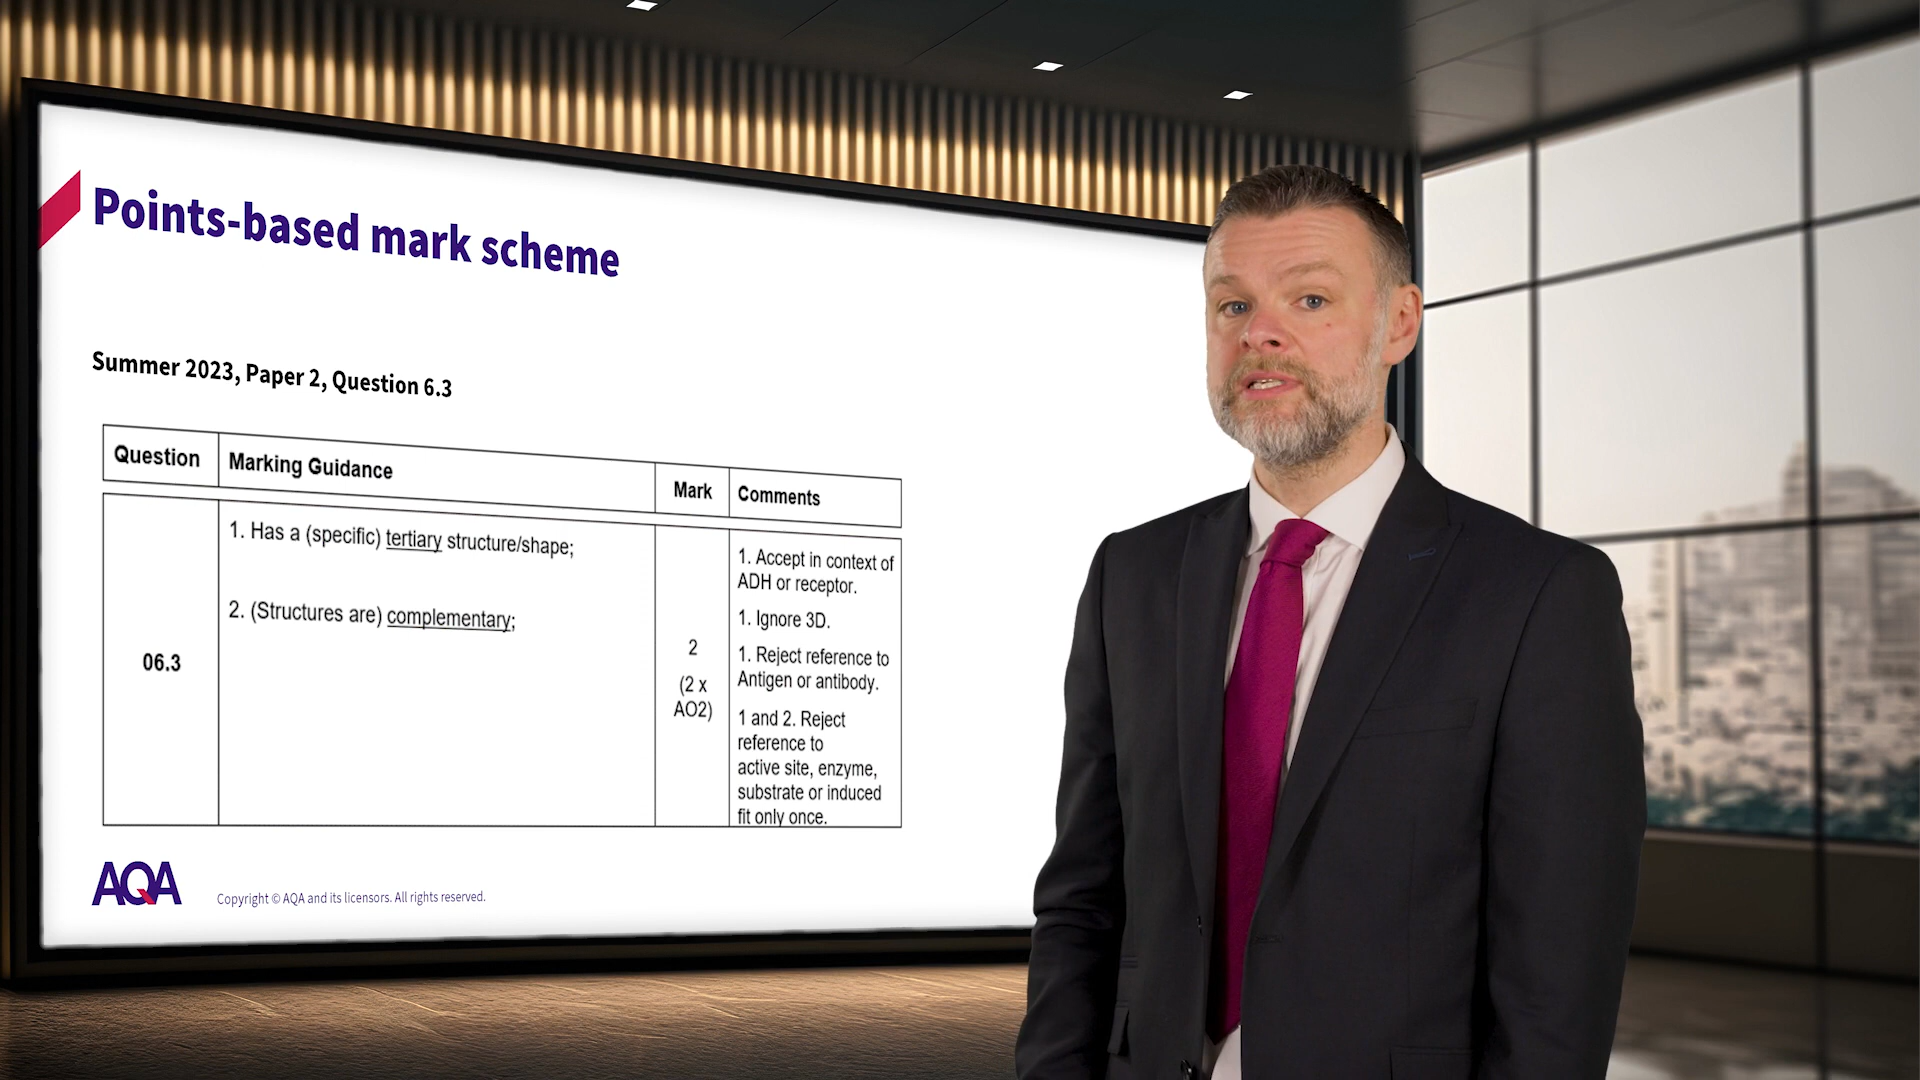 Points-based mark scheme
Summer 2023, Paper 2, Question 6.3
Question
Marking Guidance
Mark
Comments
06.3
1. Has a (specific) tertiary structure/shape;
2. (Structures are) complementary;
2
(2 x
AO2)
1. Accept in context of
ADH or receptor.
1. Ignore 3D.
1. Reject reference to
Antigen or antibody.
1 and 2. Reject
reference to
active site, enzyme,
substrate or induced
fit only once.
AQA
Copyright © AQA and its licensors. All rights reserved.